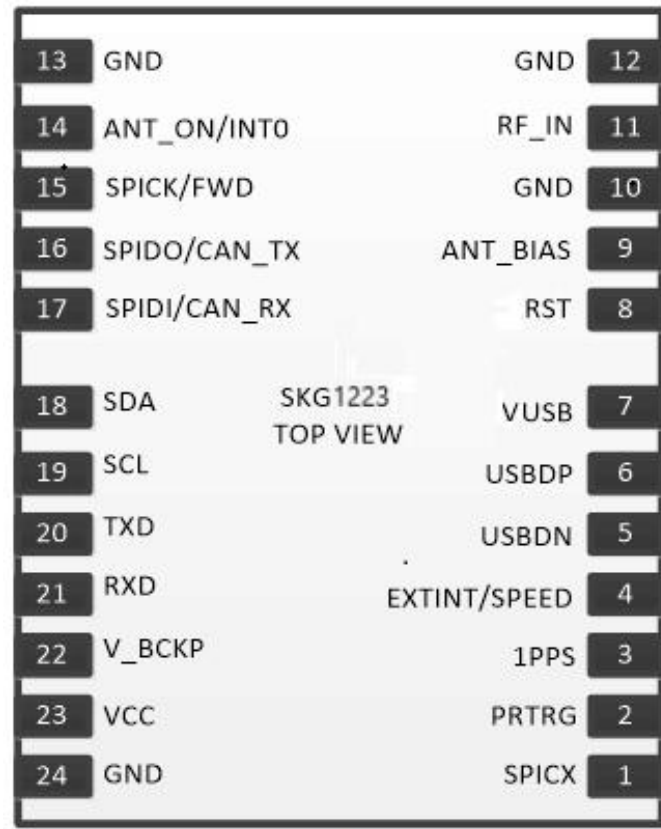 13 GND GND 12
14 ANT_ON/INT0 RF_IN 11
15 SPICK/FWD GND 10
16 SPIDO/CAN_TX ANT_BIAS 9
17 SPIDI/CAN_RX RST 8
18 SDA SKG1223 VUSB 7
TOP VIEW
19 SCL USBDP 6
20 TXD USBDN 5
21 RXD EXTINT/SPEED 4
22 V_BCKP 1PPS 3
23 VCC PRTRG 2
24 GND SPICX 1